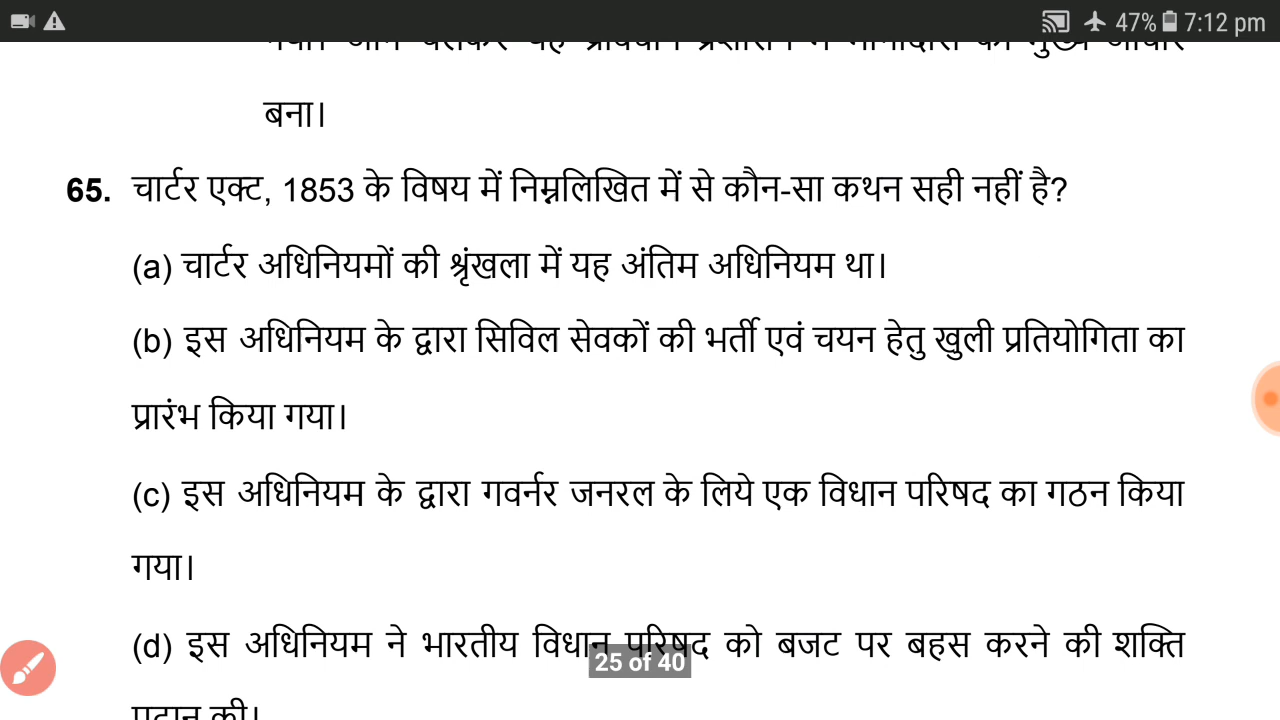 47% 7:12 pm
बना।
65. चार्टर एक्ट, 1853 के विषय में निम्नलिखित में से कौन-सा कथन सही नहीं है?
(a) चार्टर अधिनियमों की श्रृंखला में यह अंतिम अधिनियम था।
(b) इस अधिनियम के द्वारा सिविल सेवकों की भर्ती एवं चयन हेतु खुली प्रतियोगिता का
प्रारंभ किया गया।
(c) इस अधिनियम के द्वारा गवर्नर जनरल के लिये एक विधान परिषद का गठन किया
गया।
(d) इस अधिनियम ने भारतीय विधान परिषद को बजट पर बहस करने की शक्ति
25 of 40
प्रदान की।